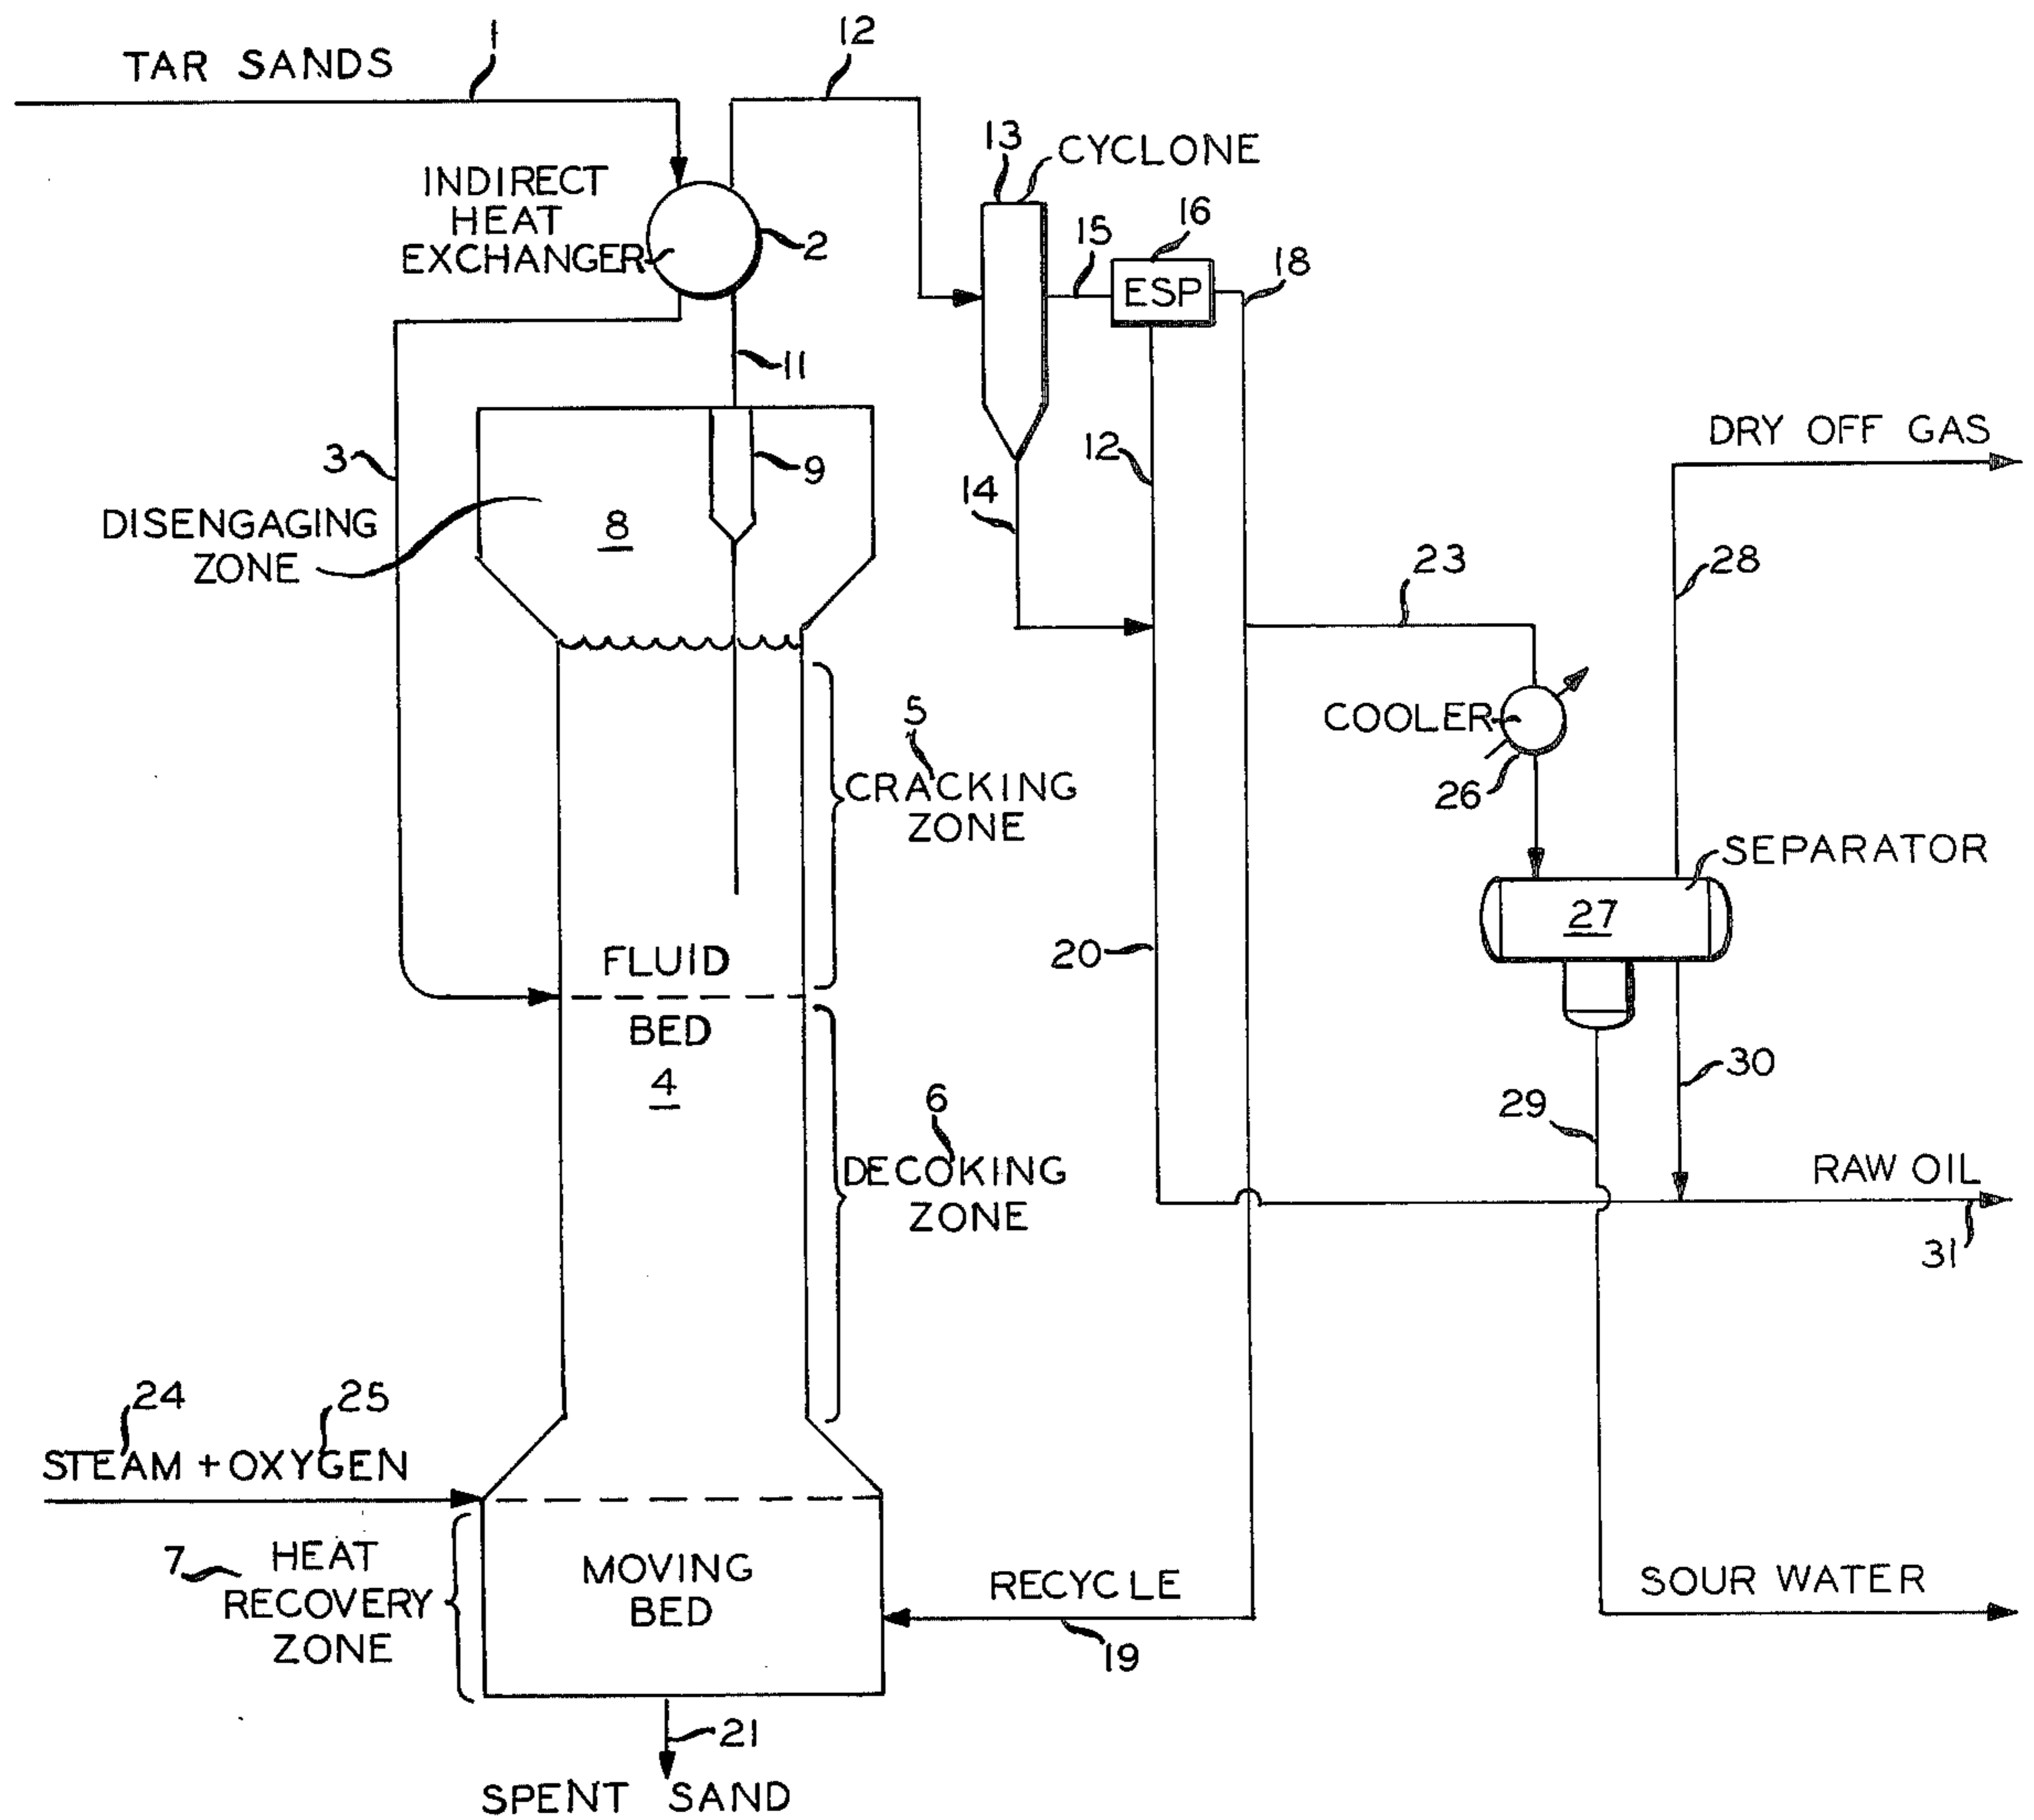 1
12
TAR SANDS
13
CYCLONE
INDIRECT
HEAT
EXCHANGER
2
15
16
18
ESP
11
3
9
12
14
DRY OFF GAS
DISENGAGING
ZONE
8
23
28
5
CRACKING
ZONE
COOLER
26
SEPARATOR
27
20
FLUID
BED
4
30
29
6
DECOKING
ZONE
RAW OIL
31
24
25
STEAM + OXYGEN
7
HEAT
RECOVERY
ZONE
MOVING
BED
RECYCLE
19
SOUR WATER
21
SPENT SAND